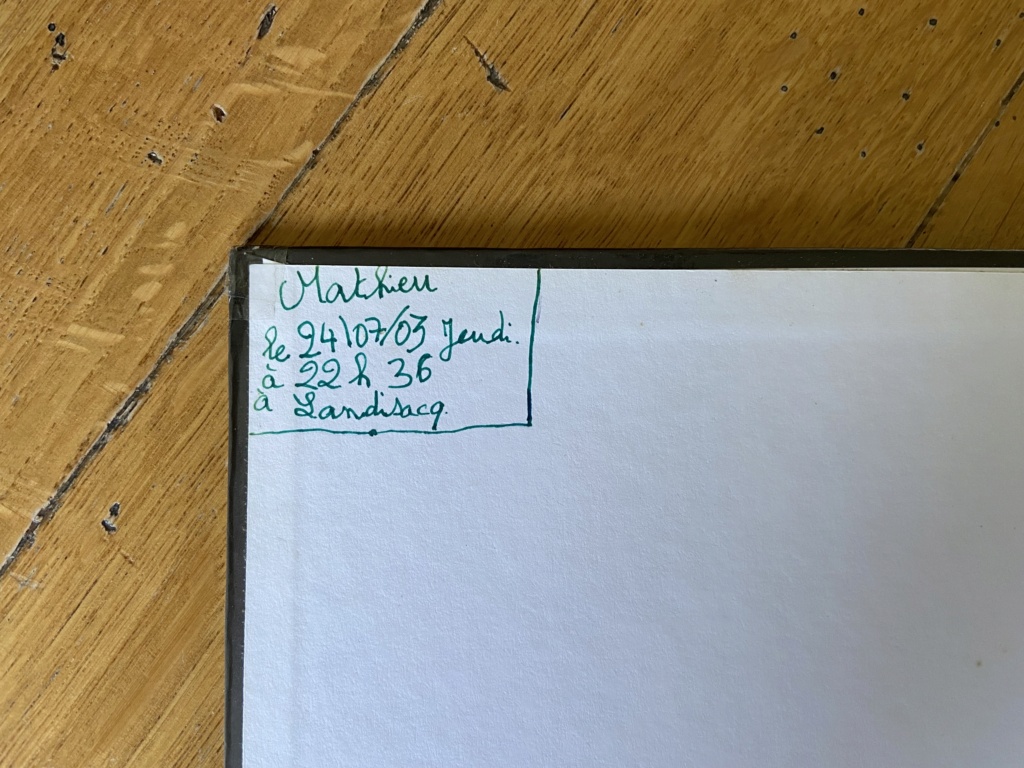 Mathieu
le 24\07/03 Jeudi.
à 22 h 36
à Landisacq.